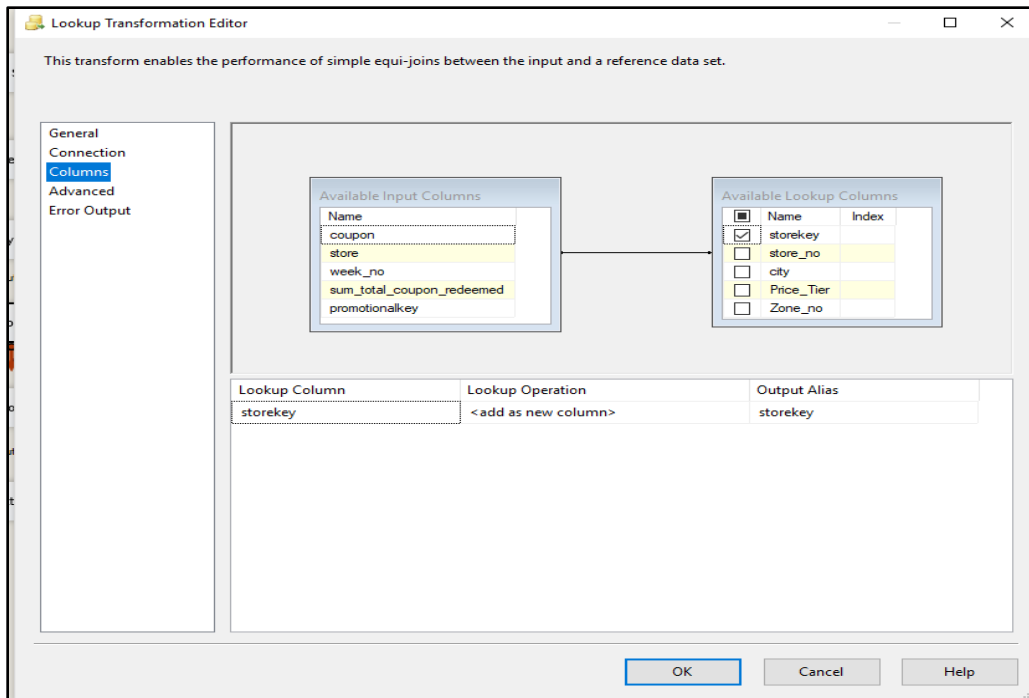 Lookup Transformation Editor
This transform enables the performance of simple equi-joins between the input and a reference data set.
General
Connection
Columns
Advanced
Error Output
Available Input Columns
Name
coupon
store
week_no
sum_total_coupon_redeemed
promotionalkey
Available Lookup Columns
Name Index
storekey
store_no
city
Price_Tier
Zone_no
Lookup Column Lookup Operation Output Alias
storekey <add as new column> storekey
OK Cancel Help